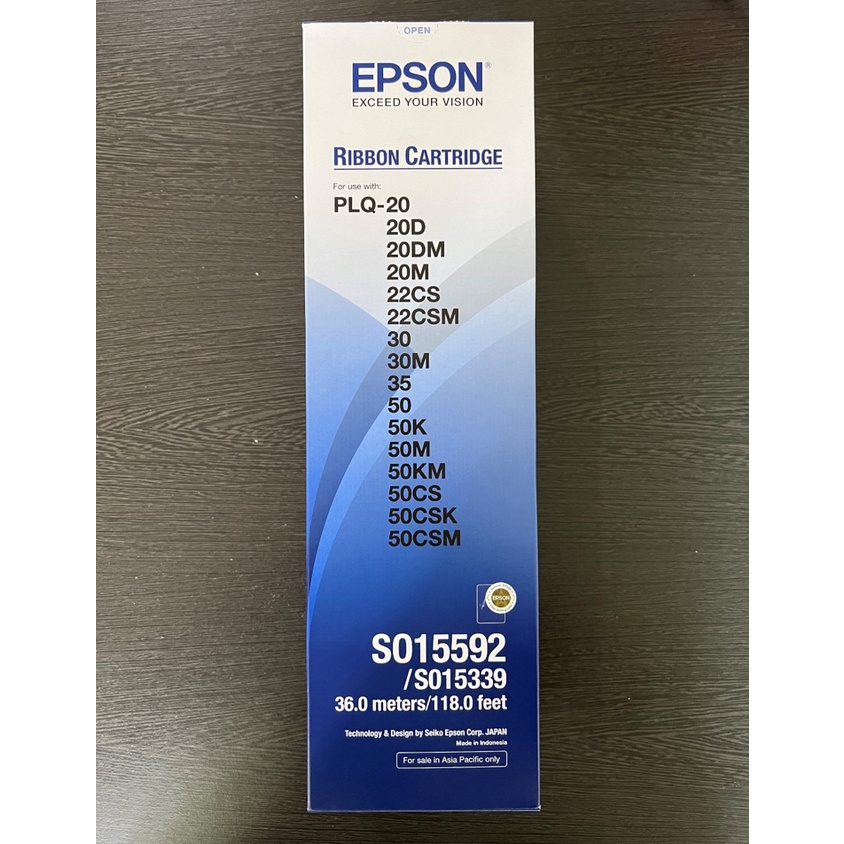 OPEN
EPSON®
EXCEED YOUR VISION
RIBBON CARTRIDGE
For use with:
PLQ-20
20D
20DM
20M
22CS
22CSM
30
30M
35
50
50K
50M
50KM
50CS
50CSK
50CSM
EPSON
S015592
/S015339
36.0 meters/118.0 feet
Technology & Design by Seiko Epson Corp. JAPAN
Made in Indonesia
For sale in Asia Pacific only